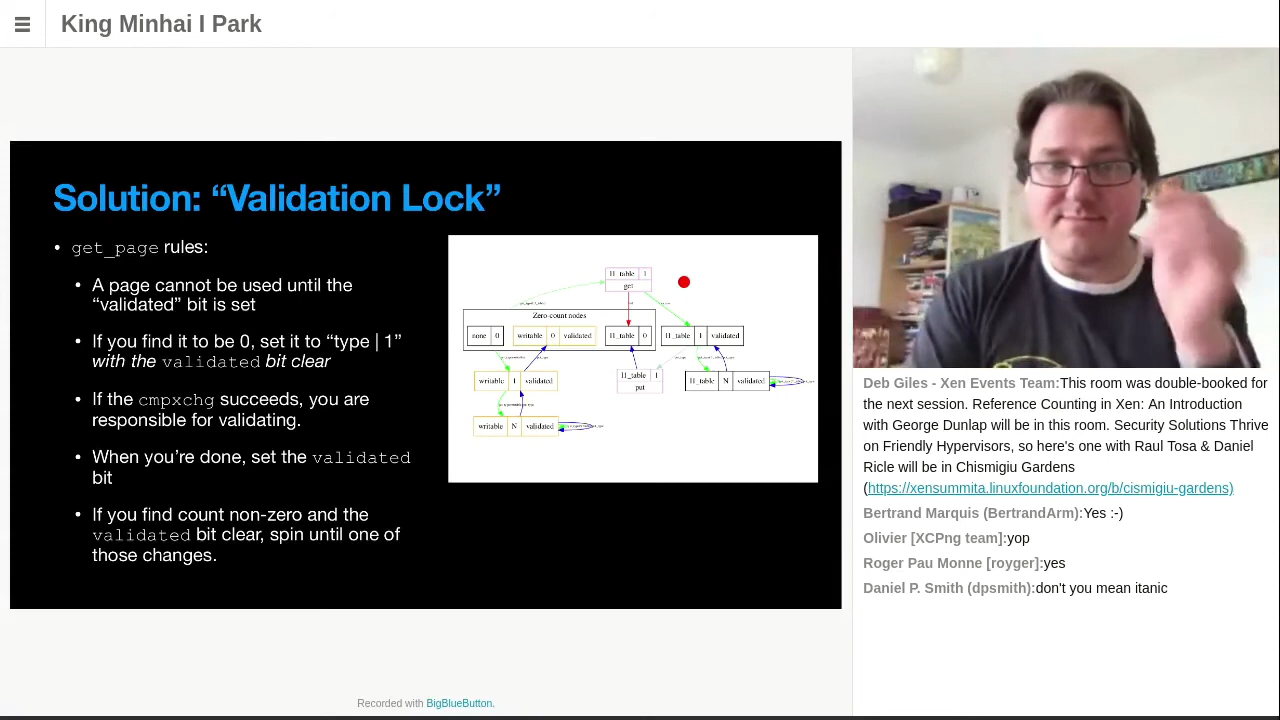 King Minhai I Park
Solution: “Validation Lock”
• get_page rules:
• A page cannot be used until the
“validated” bit is set
• If you find it to be 0, set it to “type | 1”
with the validated bit clear
• If the cmpxchg succeeds, you are
responsible for validating.
• When you’re done, set the validated
bit
• If you find count non-zero and the
validated bit clear, spin until one of
those changes.
l1_table 1
get
Zero-count nodes
none 0
writable 0 validated
l1_table 0
l1_table 1 validated
writable 1 validated
l1_table 1
put
l1_table N validated
writable N validated
Deb Giles - Xen Events Team:This room was double-booked for
the next session. Reference Counting in Xen: An Introduction
with George Dunlap will be in this room. Security Solutions Thrive
on Friendly Hypervisors, so here's one with Raul Tosa & Daniel
Ricle will be in Chismigiu Gardens
(https://xensummita.linuxfoundation.org/b/cismigiu-gardens)
Bertrand Marquis (BertrandArm):Yes :-)
Olivier [XCPng team]:yop
Roger Pau Monne [royger]:yes
Daniel P. Smith (dpsmith):don't you mean itanic
Recorded with BigBlueButton.